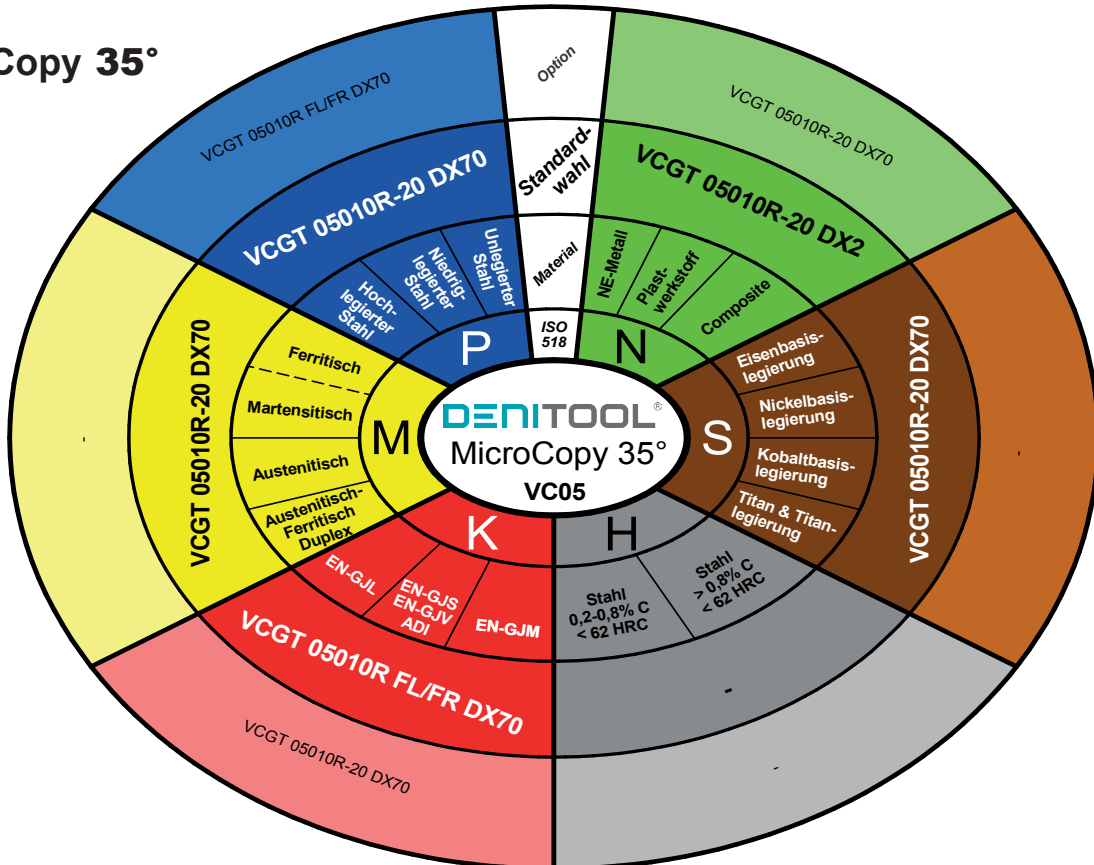 Copy 35°
Option
Standard-
wahl
Material
ISO
518
VCGT 05010R FL/FR DX70
VCGT 05010R-20 DX70
Hoch-
legierter
Stahl
Niedrig-
legierter
Stahl
Unlegierter
Stahl
P
VCGT 05010R-20 DX70
VCGT 05010R-20 DX2
NE-Metall
Plast-
werkstoff
Composite
N
-
VCGT 05010R-20 DX70
Eisenbasis-
legierung
Nickelbasis-
legierung
Kobaltbasis-
legierung
Titan & Titan-
legierung
S
-
-
Stahl
> 0,8% C
< 62 HRC
Stahl
0,2-0,8% C
< 62 HRC
H
VCGT 05010R-20 DX70
VCGT 05010R FL/FR DX70
EN-GJL
EN-GJS
EN-GJV
ADI
EN-GJM
K
-
VCGT 05010R-20 DX70
Ferritisch
Martensitisch
Austenitisch
Austenitisch-
Ferritisch
Duplex
M
DENITOOL®
MicroCopy 35°
VC05